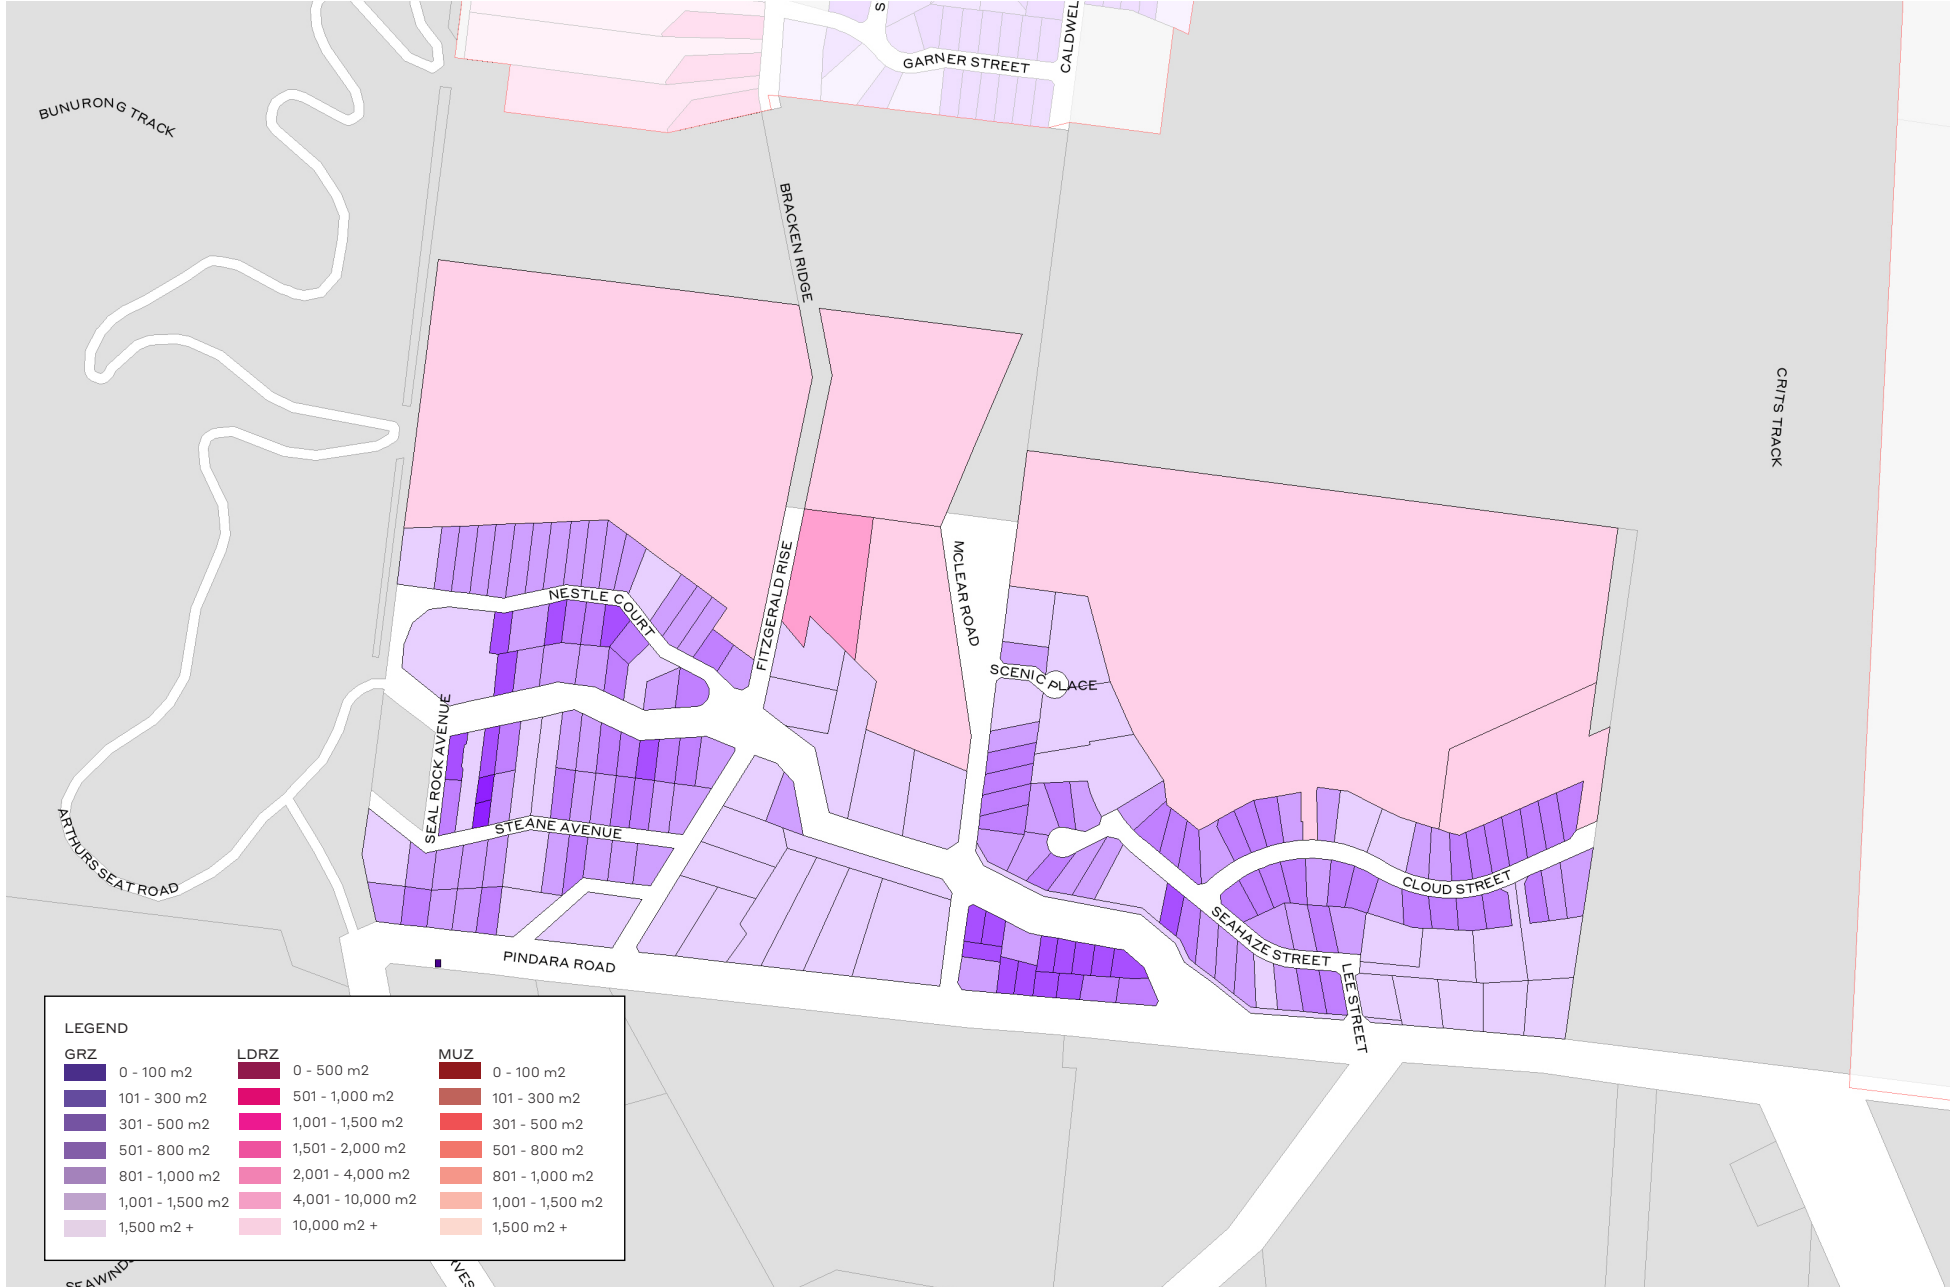 S
CALDWEL
GARNER STREET
BUNURONG TRACK
BRACKEN RIDGE
CRITS TRACK
NESTLE COURT
FITZGERALD RISE
MCLEAR ROAD
SCENIC PLACE
SEAL ROCK AVENUE
STEANE AVENUE
ARTHURS SEAT ROAD
CLOUD STREET
SEAHAZE STREET
LEE STREET
PINDARA ROAD
LEGEND
GRZ LDRZ MUZ
0 - 100 m2 0 - 500 m2 0 - 100 m2
101 - 300 m2 501 - 1,000 m2 101 - 300 m2
301 - 500 m2 1,001 - 1,500 m2 301 - 500 m2
501 - 800 m2 1,501 - 2,000 m2 501 - 800 m2
801 - 1,000 m2 2,001 - 4,000 m2 801 - 1,000 m2
1,001 - 1,500 m2 4,001 - 10,000 m2 1,001 - 1,500 m2
1,500 m2 + 10,000 m2 + 1,500 m2 +
SEAWINDS